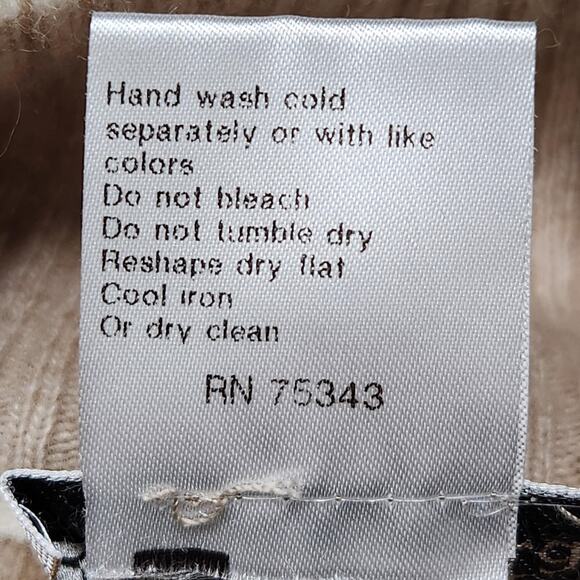 Hand wash cold
separately or with like
colors
Do not bleach
Do not tumble dry
Reshape dry flat
Cool iron
Or dry clean
RN 75343